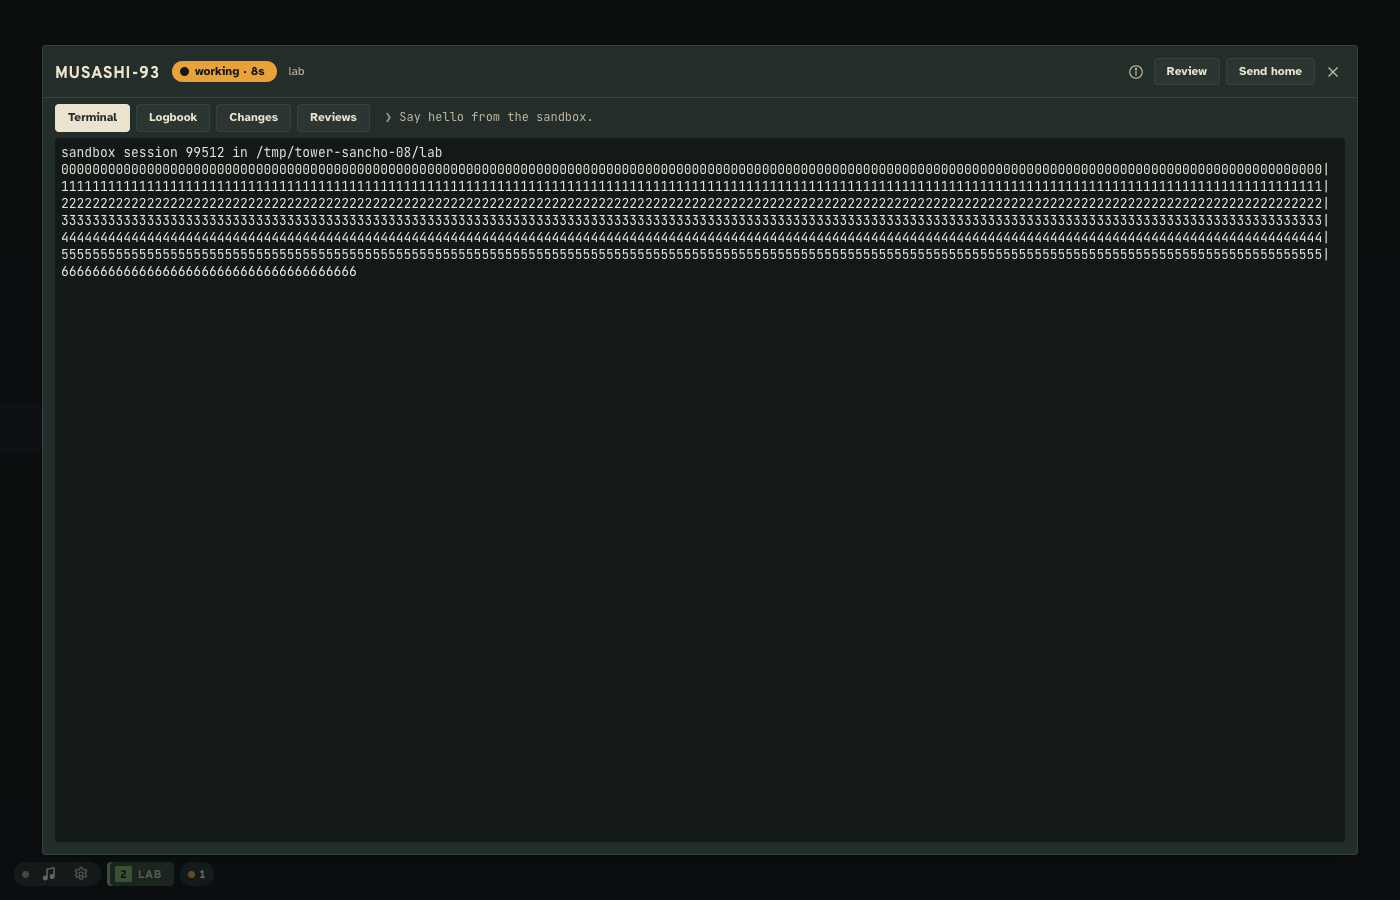 MUSASHI-93
working · 8s
lab
Review
Send home
Terminal
Logbook
Changes
Reviews
❯ Say hello from the sandbox.
sandbox session 99512 in /tmp/tower-sancho-08/lab
000000000000000000000000000000000000000000000000000000000000000000000000000000000000000000000000000000000000000000000000000000000000000000000000000000000000000000|
111111111111111111111111111111111111111111111111111111111111111111111111111111111111111111111111111111111111111111111111111111111111111111111111111111111111111111|
222222222222222222222222222222222222222222222222222222222222222222222222222222222222222222222222222222222222222222222222222222222222222222222222222222222222222222|
333333333333333333333333333333333333333333333333333333333333333333333333333333333333333333333333333333333333333333333333333333333333333333333333333333333333333333|
444444444444444444444444444444444444444444444444444444444444444444444444444444444444444444444444444444444444444444444444444444444444444444444444444444444444444444|
555555555555555555555555555555555555555555555555555555555555555555555555555555555555555555555555555555555555555555555555555555555555555555555555555555555555555555|
66666666666666666666666666666666666666
2 LAB
1